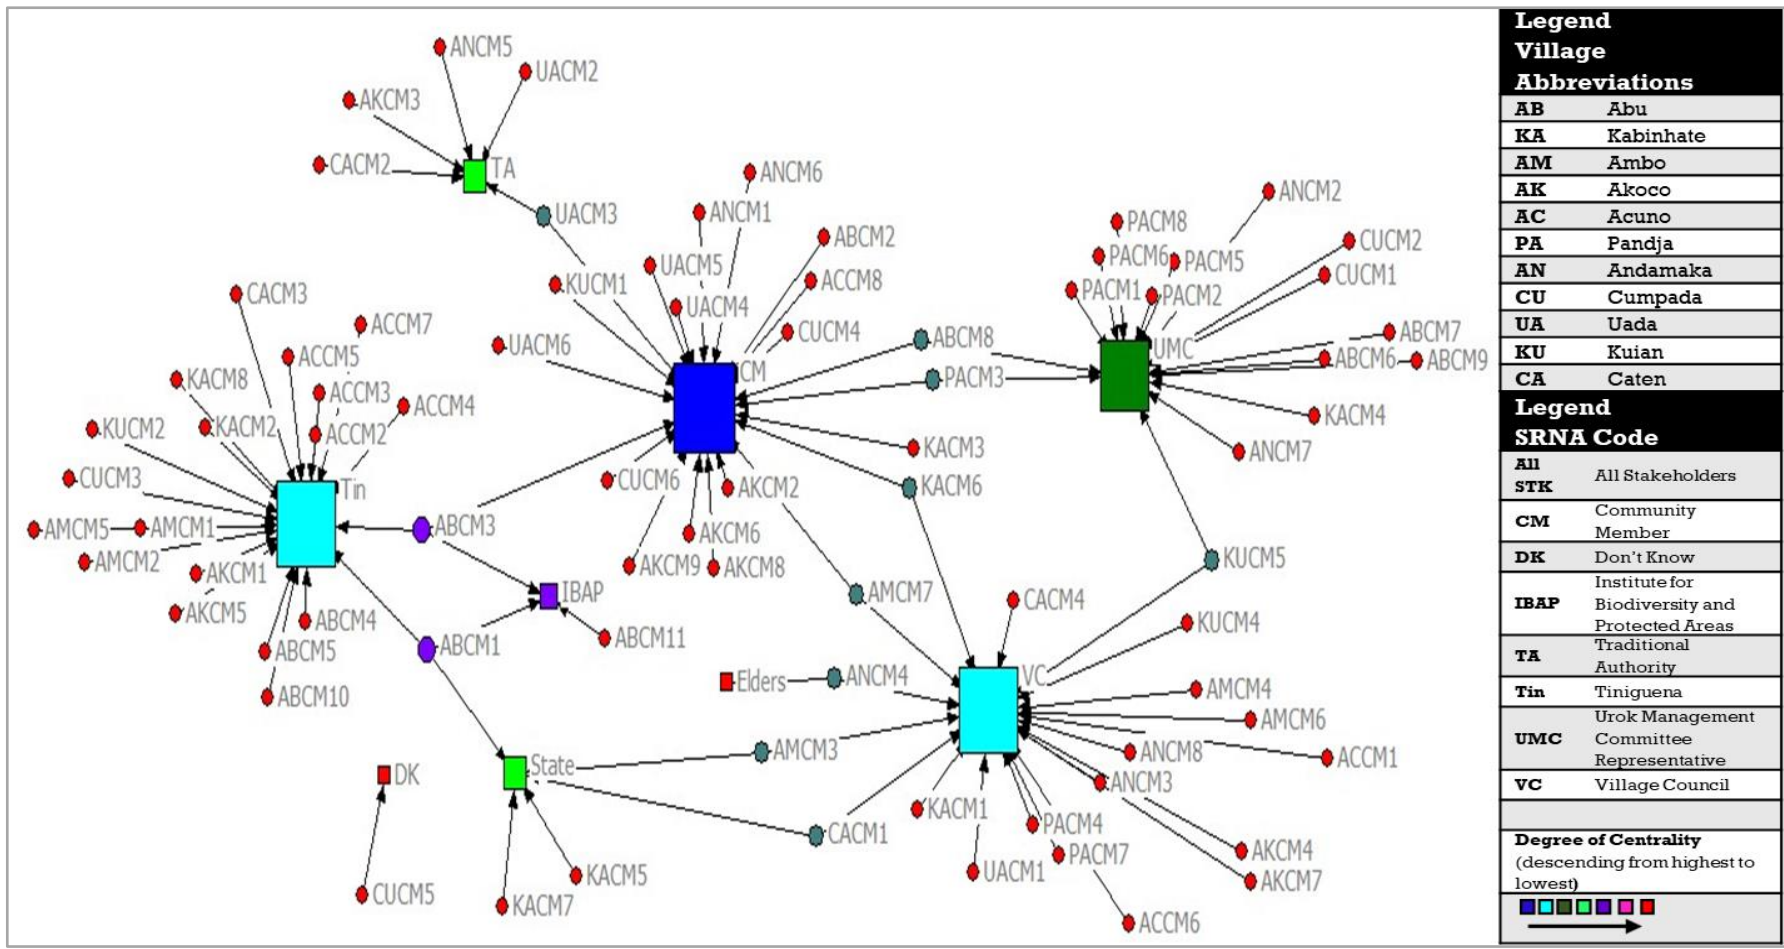 ANCM5
UACM2
AKCM3
CACM2
TA
UACM3
ANCM6
ANCM1
ABCM2
UACM5
ACCM8
KUCM1
UACM4
CUCM4
UACM6
CM
ABCM8
PACM3
KACM3
KACM6
CUCM6
AKCM2
AKCM6
AKCM9
AKCM8
ANCM2
PACM8
CUCM2
PACM6
PACM5
CUCM1
PACM1
PACM2
UMC
ABCM7
ABCM6
ABCM9
KACM4
ANCM7
KUCM5
CACM3
ACCM7
ACCM5
KACM8
ACCM3
ACCM4
KUCM2
KACM2
ACCM2
CUCM3
Tin
AMCM5
AMCM1
ABCM3
AMCM2
AKCM1
AKCM5
ABCM4
ABCM5
ABCM10
IBAP
ABCM1
ABCM11
AMCM7
CACM4
KUCM4
Elders
ANCM4
VC
AMCM4
AMCM6
AMCM3
ANCM8
ACCM1
State
DK
ANCM3
KACM1
CACM1
PACM4
PACM7
AKCM4
UACM1
AKCM7
KACM5
CUCM5
KACM7
ACCM6
Legend
Village
Abbreviations
AB Abu
KA Kabinhate
AM Ambo
AK Akoco
AC Acuno
PA Pandja
AN Andamaka
CU Cumpada
UA Uada
KU Kuian
CA Caten
Legend
SRNA Code
All
STK All Stakeholders
CM Community
Member
DK Don't Know
Institute for
IBAP Biodiversity and
Protected Areas
TA Traditional
Authority
Tin Tiniguena
Urok Management
UMC Committee
Representative
VC Village Council
Degree of Centrality
(descending from highest to
lowest)